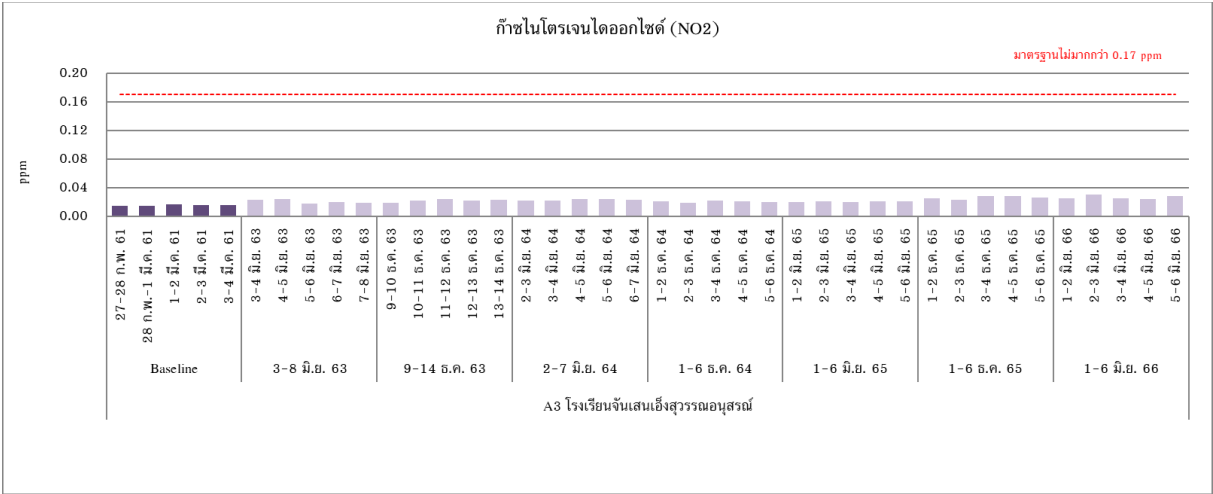 ก๊าซไนโตรเจนไดออกไซด์ (NO2)
มาตรฐานไม่มากกว่า 0.17 ppm
ppm
0.20
0.16
0.12
0.08
0.04
0.00
27-28 ก.พ. 61
28 ก.พ.-1 มี.ค. 61
1-2 มี.ค. 61
2-3 มี.ค. 61
3-4 มี.ค. 61
3-4 มิ.ย. 63
4-5 มิ.ย. 63
5-6 มิ.ย. 63
6-7 มิ.ย. 63
7-8 มิ.ย. 63
9-10 ธ.ค. 63
10-11 ธ.ค. 63
11-12 ธ.ค. 63
12-13 ธ.ค. 63
13-14 ธ.ค. 63
2-3 มิ.ย. 64
3-4 มิ.ย. 64
4-5 มิ.ย. 64
5-6 มิ.ย. 64
6-7 มิ.ย. 64
1-2 ธ.ค. 64
2-3 ธ.ค. 64
3-4 ธ.ค. 64
4-5 ธ.ค. 64
5-6 ธ.ค. 64
1-2 มิ.ย. 65
2-3 มิ.ย. 65
3-4 มิ.ย. 65
4-5 มิ.ย. 65
5-6 มิ.ย. 65
1-2 ธ.ค. 65
2-3 ธ.ค. 65
3-4 ธ.ค. 65
4-5 ธ.ค. 65
5-6 ธ.ค. 65
1-2 มิ.ย. 66
2-3 มิ.ย. 66
3-4 มิ.ย. 66
4-5 มิ.ย. 66
5-6 มิ.ย. 66
Baseline
3-8 มิ.ย. 63
9-14 ธ.ค. 63
2-7 มิ.ย. 64
1-6 ธ.ค. 64
1-6 มิ.ย. 65
1-6 ธ.ค. 65
1-6 มิ.ย. 66
A3 โรงเรียนจันเสนเอ็งสุวรรณอนุสรณ์